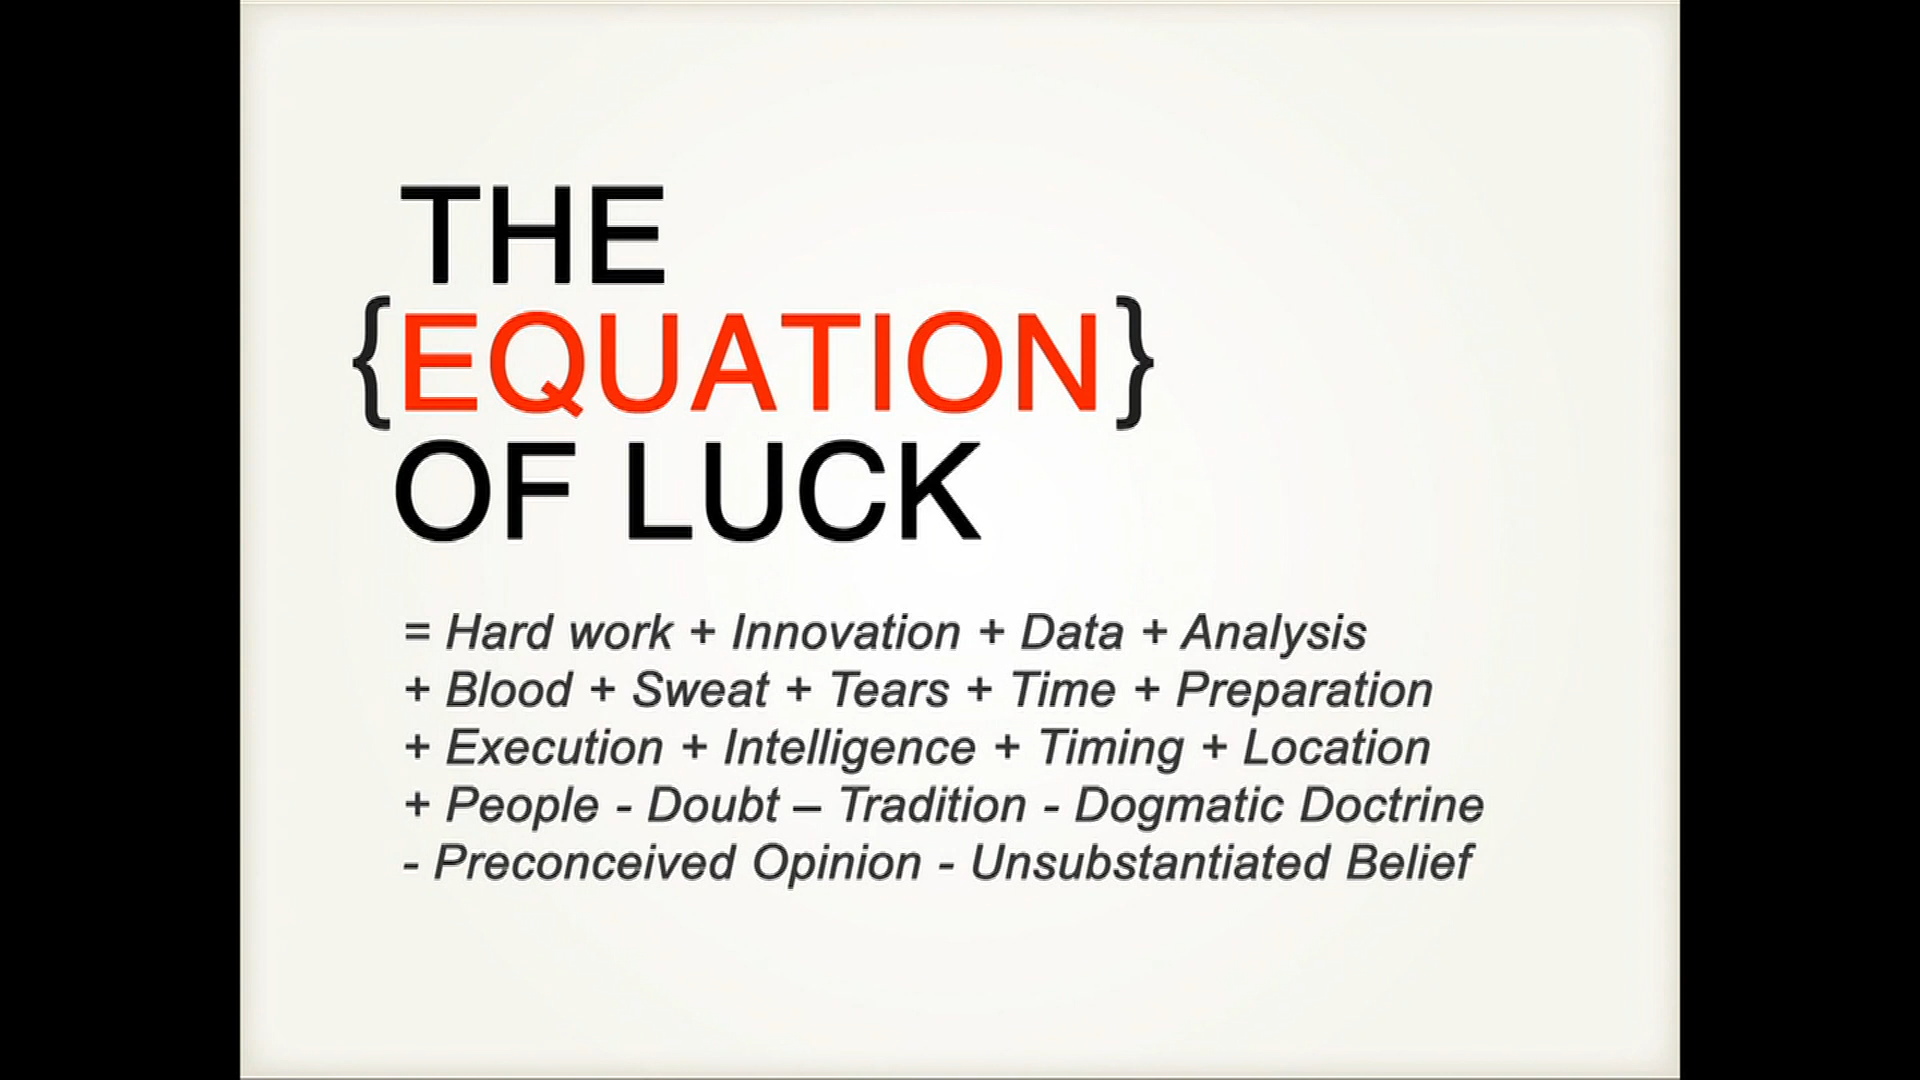 THE
{EQUATION}
OF LUCK
= Hard work + Innovation + Data + Analysis
+ Blood + Sweat + Tears + Time + Preparation
+ Execution + Intelligence + Timing + Location
+ People - Doubt – Tradition - Dogmatic Doctrine
- Preconceived Opinion - Unsubstantiated Belief